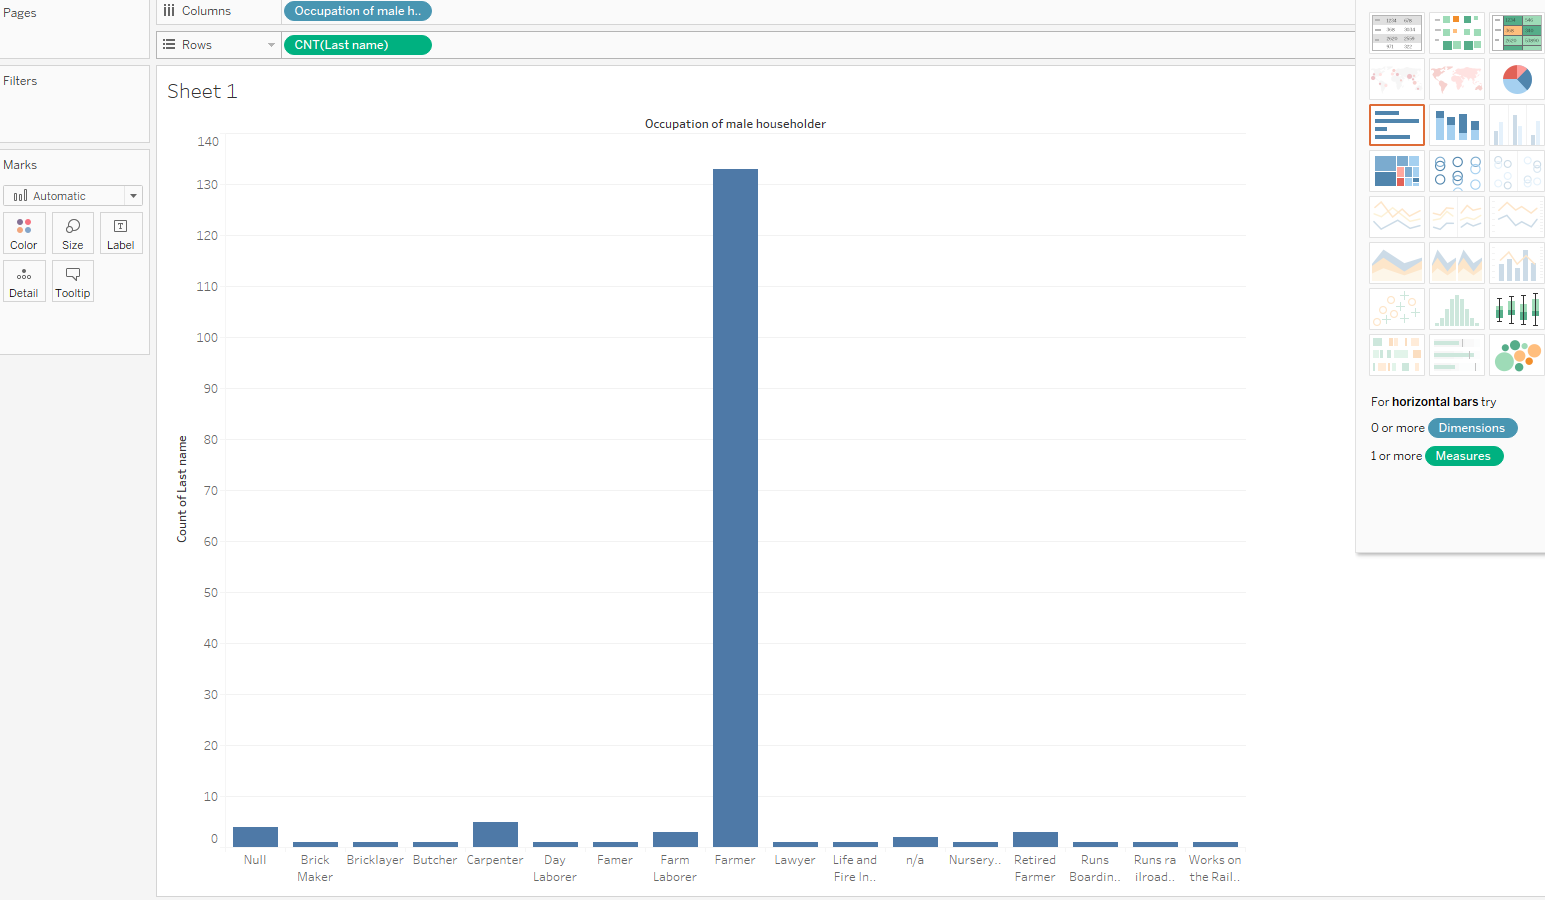 Pages
Columns
Occupation of male h..
Rows
CNT(Last name)
Filters
Marks
Automatic
Color
Size
Label
Detail
Tooltip
Sheet 1
Occupation of male householder
Count of Last name
140
130
120
110
100
90
80
70
60
50
40
30
20
10
0
Null
Brick
Maker
Bricklayer
Butcher
Carpenter
Day
Laborer
Famer
Farm
Laborer
Farmer
Lawyer
Life and
Fire In..
n/a
Nursery..
Retired
Farmer
Runs
Boardin..
Runs ra
ilroad..
Works on
the Rail..
For horizontal bars try
0 or more Dimensions
1 or more Measures